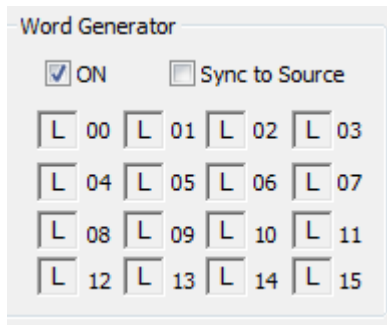 Word Generator
ON Sync to Source
L 00 L 01 L 02 L 03
L 04 L 05 L 06 L 07
L 08 L 09 L 10 L 11
L 12 L 13 L 14 L 15